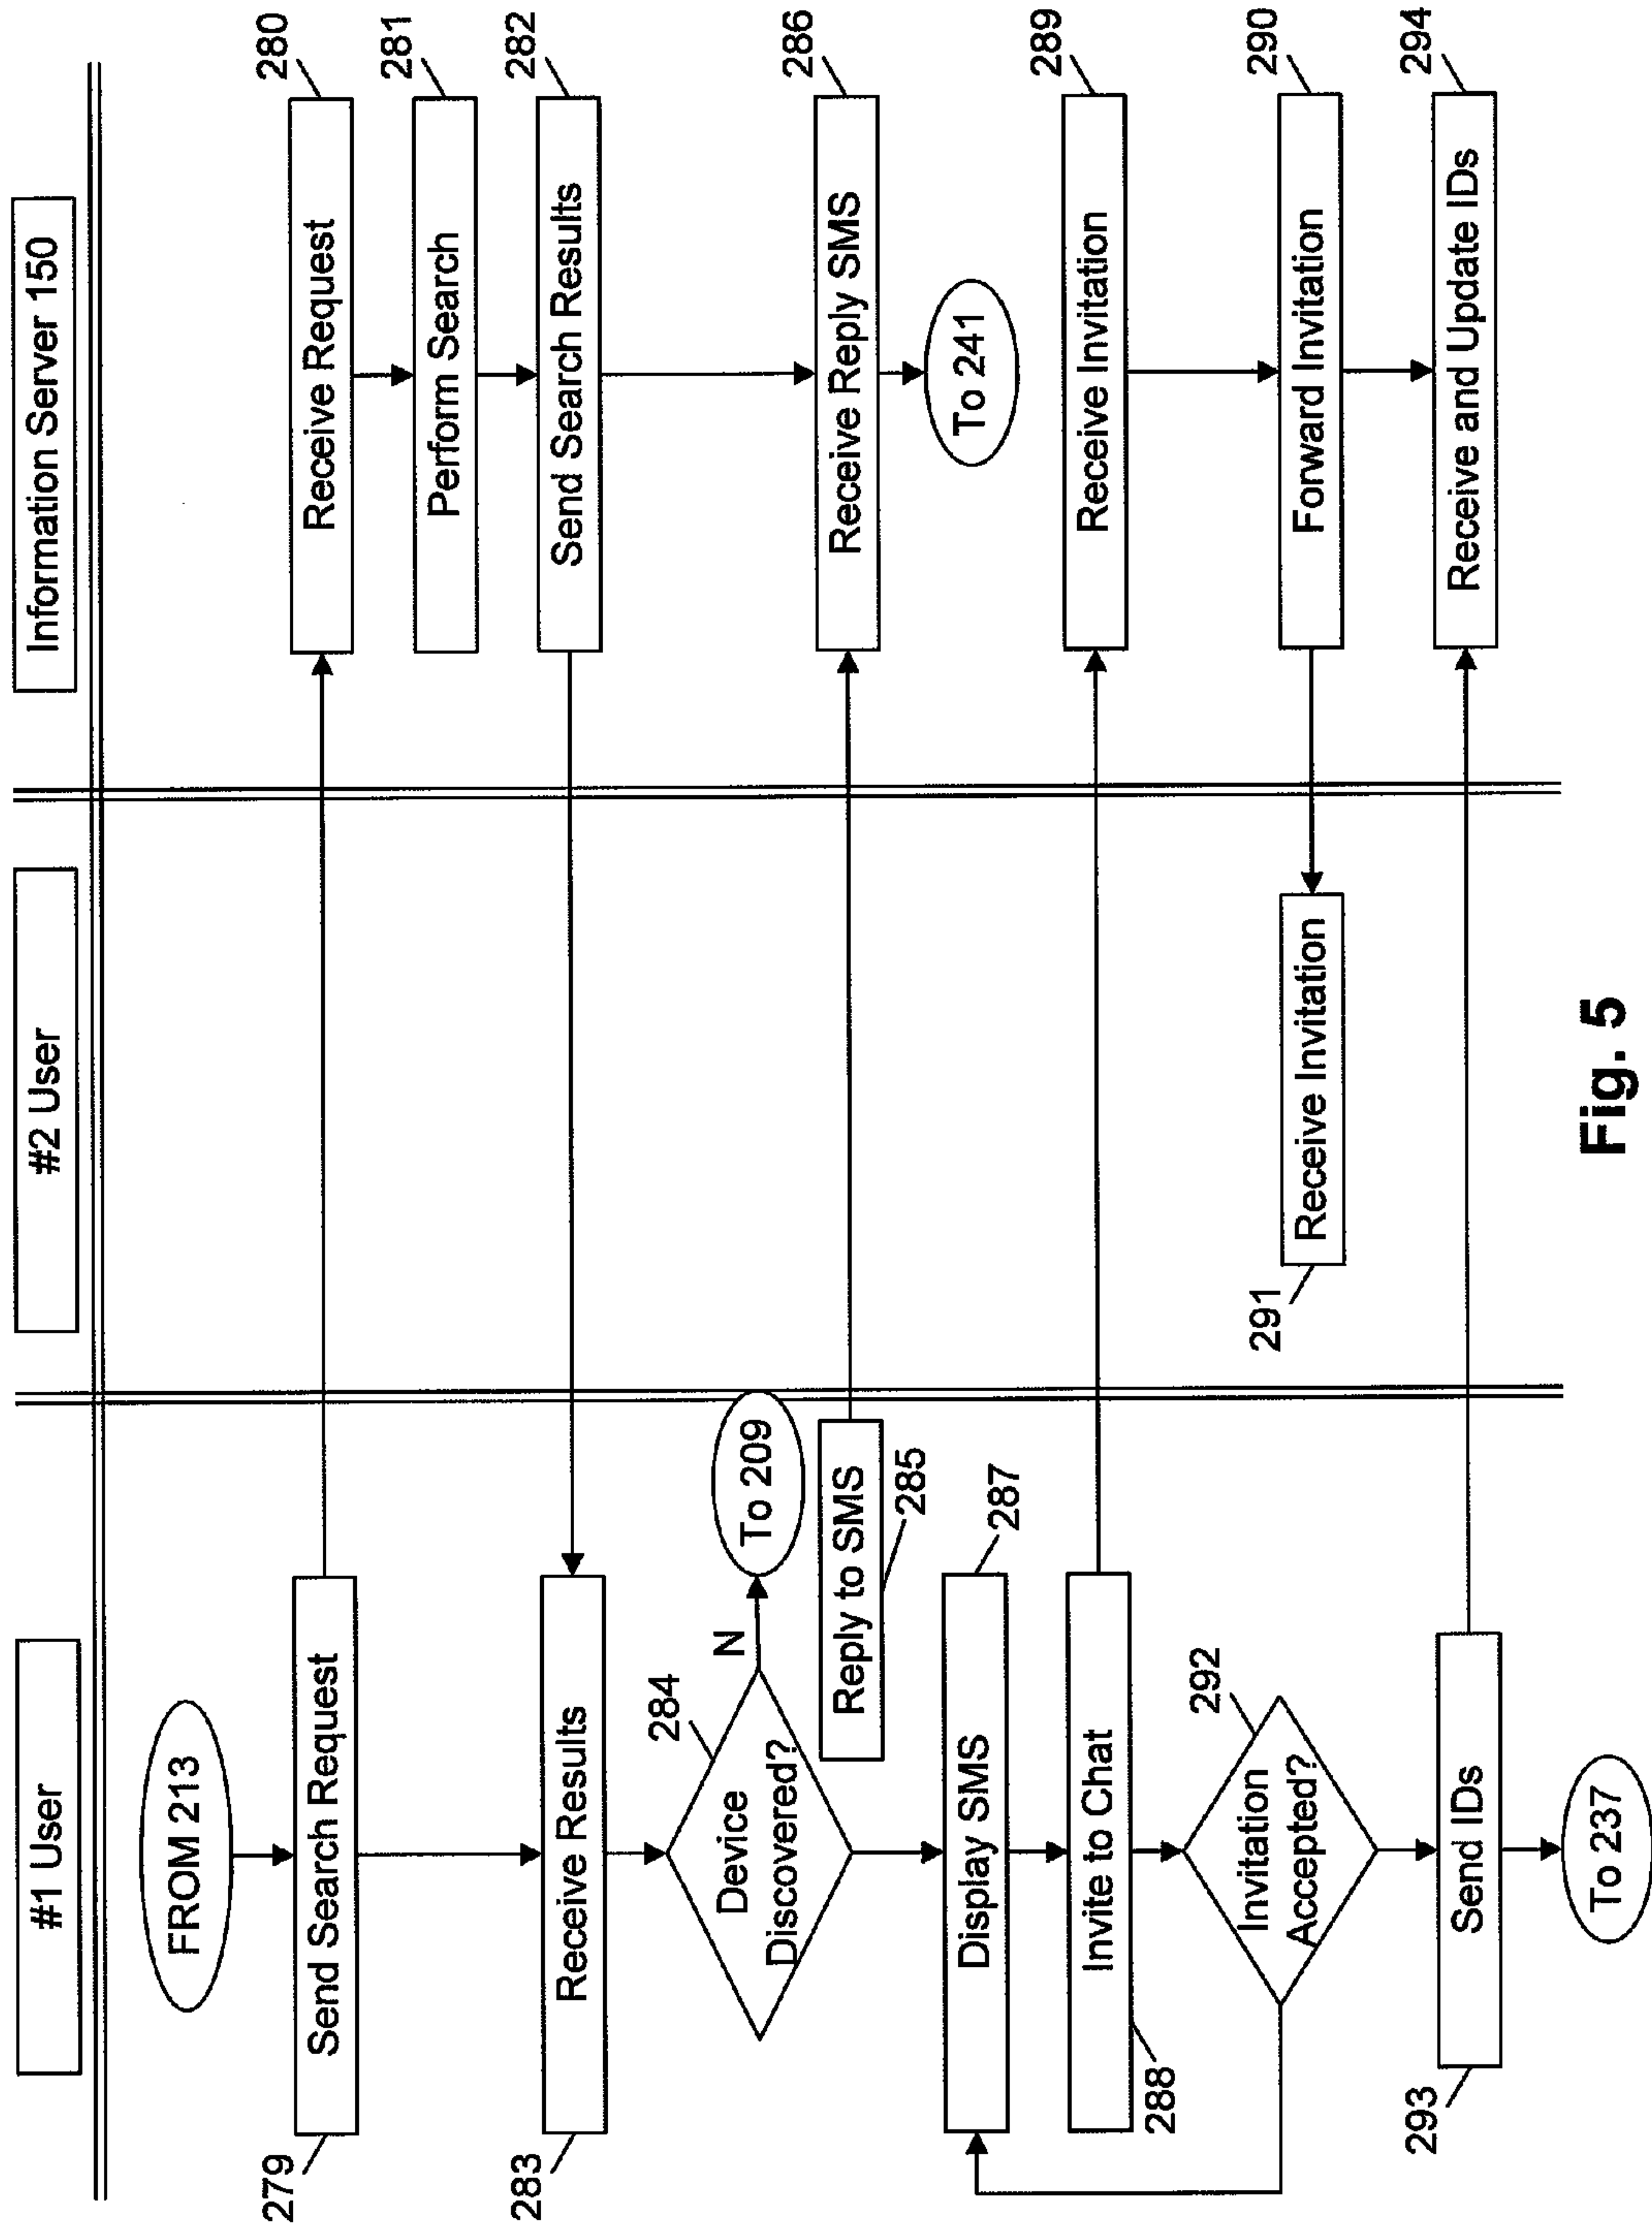 #1 User
#2 User
Information Server 150
FROM 213
279
Send Search Request
Receive Request
280
Perform Search
281
283
Receive Results
Send Search Results
282
284
Device
Discovered?
N
To 209
Reply to SMS
285
Receive Reply SMS
286
To 241
Display SMS
287
288
Invite to Chat
Receive Invitation
289
292
Invitation
Accepted?
291
Receive Invitation
Forward Invitation
290
293
Send IDs
Receive and Update IDs
294
To 237
Fig. 5